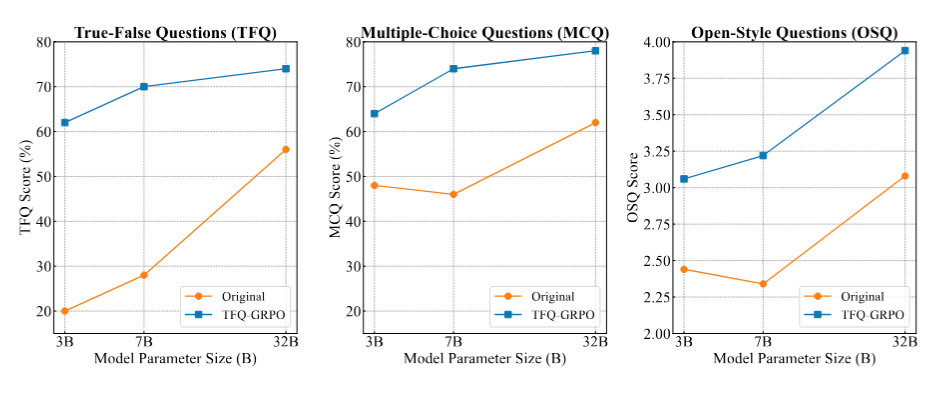 True-False Questions (TFQ)
80
70
60
50
40
30
20
TFQ Score (%)
3B
7B
32B
Model Parameter Size (B)
Original
TFQ-GRPO
Multiple-Choice Questions (MCQ)
80
70
60
50
40
30
20
MCQ Score (%)
3B
7B
32B
Model Parameter Size (B)
Original
TFQ-GRPO
Open-Style Questions (OSQ)
4.00
3.75
3.50
3.25
3.00
2.50
2.25
2.00
OSQ Score
3B
7B
32B
Model Parameter Size (B)
Original
TFQ-GRPO